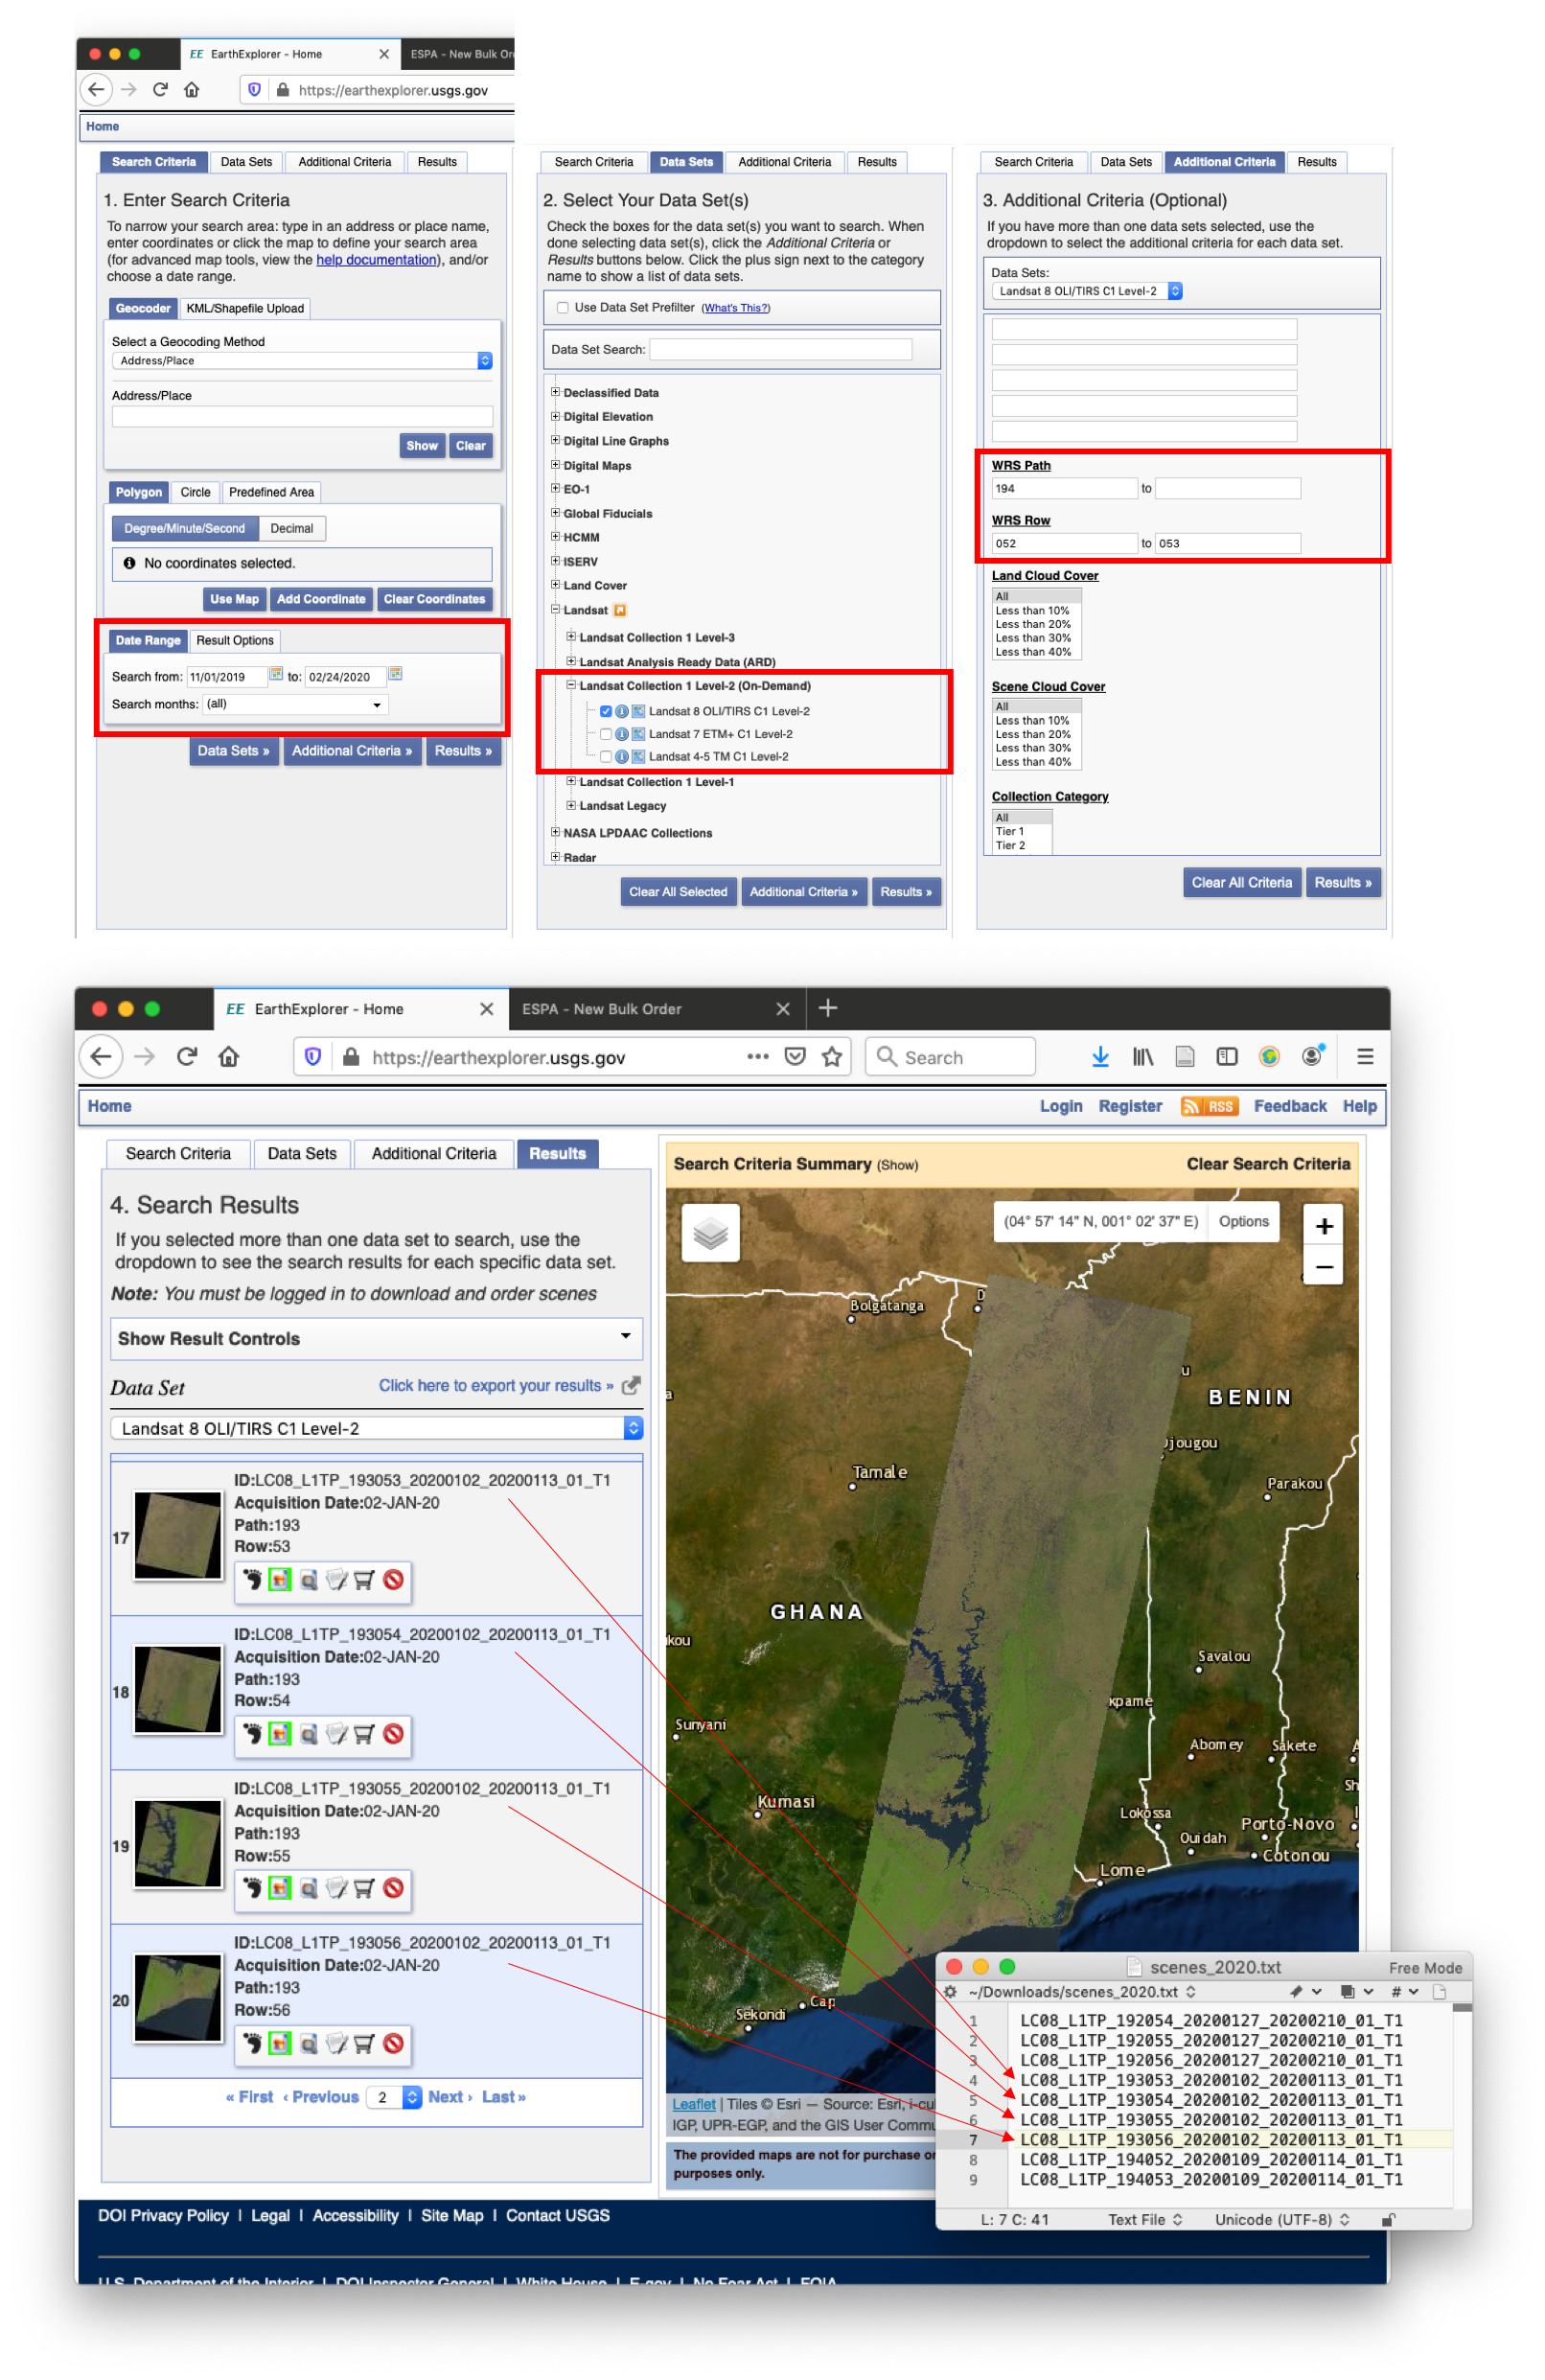 EE EarthExplorer - Home
ESPA - New Bulk Or
https://earthexplorer.usgs.gov
Home
Search Criteria Data Sets Additional Criteria Results
1. Enter Search Criteria
To narrow your search area: type in an address or place name,
enter coordinates or click the map to define your search area
(for advanced map tools, view the help documentation), and/or
choose a date range.
Geocoder KML/Shapefile Upload
Select a Geocoding Method
Address/Place
Address/Place
Show Clear
Polygon Circle Predefined Area
Degree/Minute/Second Decimal
No coordinates selected.
Use Map Add Coordinate Clear Coordinates
Date Range Result Options
Search from: 11/01/2019 to: 02/24/2020
Search months: (all)
Data Sets » Additional Criteria » Results »
Search Criteria Data Sets Additional Criteria Results
2. Select Your Data Set(s)
Check the boxes for the data set(s) you want to search. When
done selecting data set(s), click the Additional Criteria or
Results buttons below. Click the plus sign next to the category
name to show a list of data sets.
Use Data Set Prefilter (What's This?)
Data Set Search:
Declassified Data
Digital Elevation
Digital Line Graphs
Digital Maps
EO-1
Global Fiducials
HCMM
ISERV
Land Cover
Landsat
Landsat Collection 1 Level-3
Landsat Analysis Ready Data (ARD)
Landsat Collection 1 Level-2 (On-Demand)
Landsat 8 OLI/TIRS C1 Level-2
Landsat 7 ETM+ C1 Level-2
Landsat 4-5 TM C1 Level-2
Landsat Collection 1 Level-1
Landsat Legacy
NASA LPDAAC Collections
Radar
Clear All Selected Additional Criteria » Results »
Search Criteria Data Sets Additional Criteria Results
3. Additional Criteria (Optional)
If you have more than one data sets selected, use the
dropdown to select the additional criteria for each data set.
Data Sets:
Landsat 8 OLI/TIRS C1 Level-2
WRS Path
194 to
WRS Row
052 to 053
Land Cloud Cover
All
Less than 10%
Less than 20%
Less than 30%
Less than 40%
Scene Cloud Cover
All
Less than 10%
Less than 20%
Less than 30%
Less than 40%
Collection Category
All
Tier 1
Tier 2
Clear All Criteria Results »
EE EarthExplorer - Home
ESPA - New Bulk Order
https://earthexplorer.usgs.gov
Search
Home
Login Register RSS Feedback Help
Search Criteria Data Sets Additional Criteria Results
4. Search Results
If you selected more than one data set to search, use the
dropdown to see the search results for each specific data set.
Note: You must be logged in to download and order scenes
Show Result Controls
Data Set
Click here to export your results »
Landsat 8 OLI/TIRS C1 Level-2
17
ID:LC08_L1TP_193053_20200102_20200113_01_T1
Acquisition Date:02-JAN-20
Path:193
Row:53
18
ID:LC08_L1TP_193054_20200102_20200113_01_T1
Acquisition Date:02-JAN-20
Path:193
Row:54
19
ID:LC08_L1TP_193055_20200102_20200113_01_T1
Acquisition Date:02-JAN-20
Path:193
Row:55
20
ID:LC08_L1TP_193056_20200102_20200113_01_T1
Acquisition Date:02-JAN-20
Path:193
Row:56
« First ‹ Previous 2 Next › Last »
Search Criteria Summary (Show)
Clear Search Criteria
(04° 57' 14" N, 001° 02' 37" E) Options
+
−
Bolgatanga
D
u
BENIN
Djougou
Tamale
Parakou
GHANA
kou
Savalou
kpame
Sunyani
Abomey
Sakete
A
Sh
Kumasi
Lokossa
Porto-Novo
Ouidah
Cotonou
Lome
Cap
Sekondi
Leaflet | Tiles © Esri — Source: Esri, i-cu
IGP, UPR-EGP, and the GIS User Commu
The provided maps are not for purchase or
purposes only.
scenes_2020.txt
Free Mode
~/Downloads/scenes_2020.txt
#
1 LC08_L1TP_192054_20200127_20200210_01_T1
2 LC08_L1TP_192055_20200127_20200210_01_T1
3 LC08_L1TP_192056_20200127_20200210_01_T1
4 LC08_L1TP_193053_20200102_20200113_01_T1
5 LC08_L1TP_193054_20200102_20200113_01_T1
6 LC08_L1TP_193055_20200102_20200113_01_T1
7 LC08_L1TP_193056_20200102_20200113_01_T1
8 LC08_L1TP_194052_20200109_20200114_01_T1
9 LC08_L1TP_194053_20200109_20200114_01_T1
L: 7 C: 41 Text File Unicode (UTF-8)
DOI Privacy Policy | Legal | Accessibility | Site Map | Contact USGS
U.S. Department of the Interior | DOI Inspector General | White House | E-gov | No Fear Act | FOIA